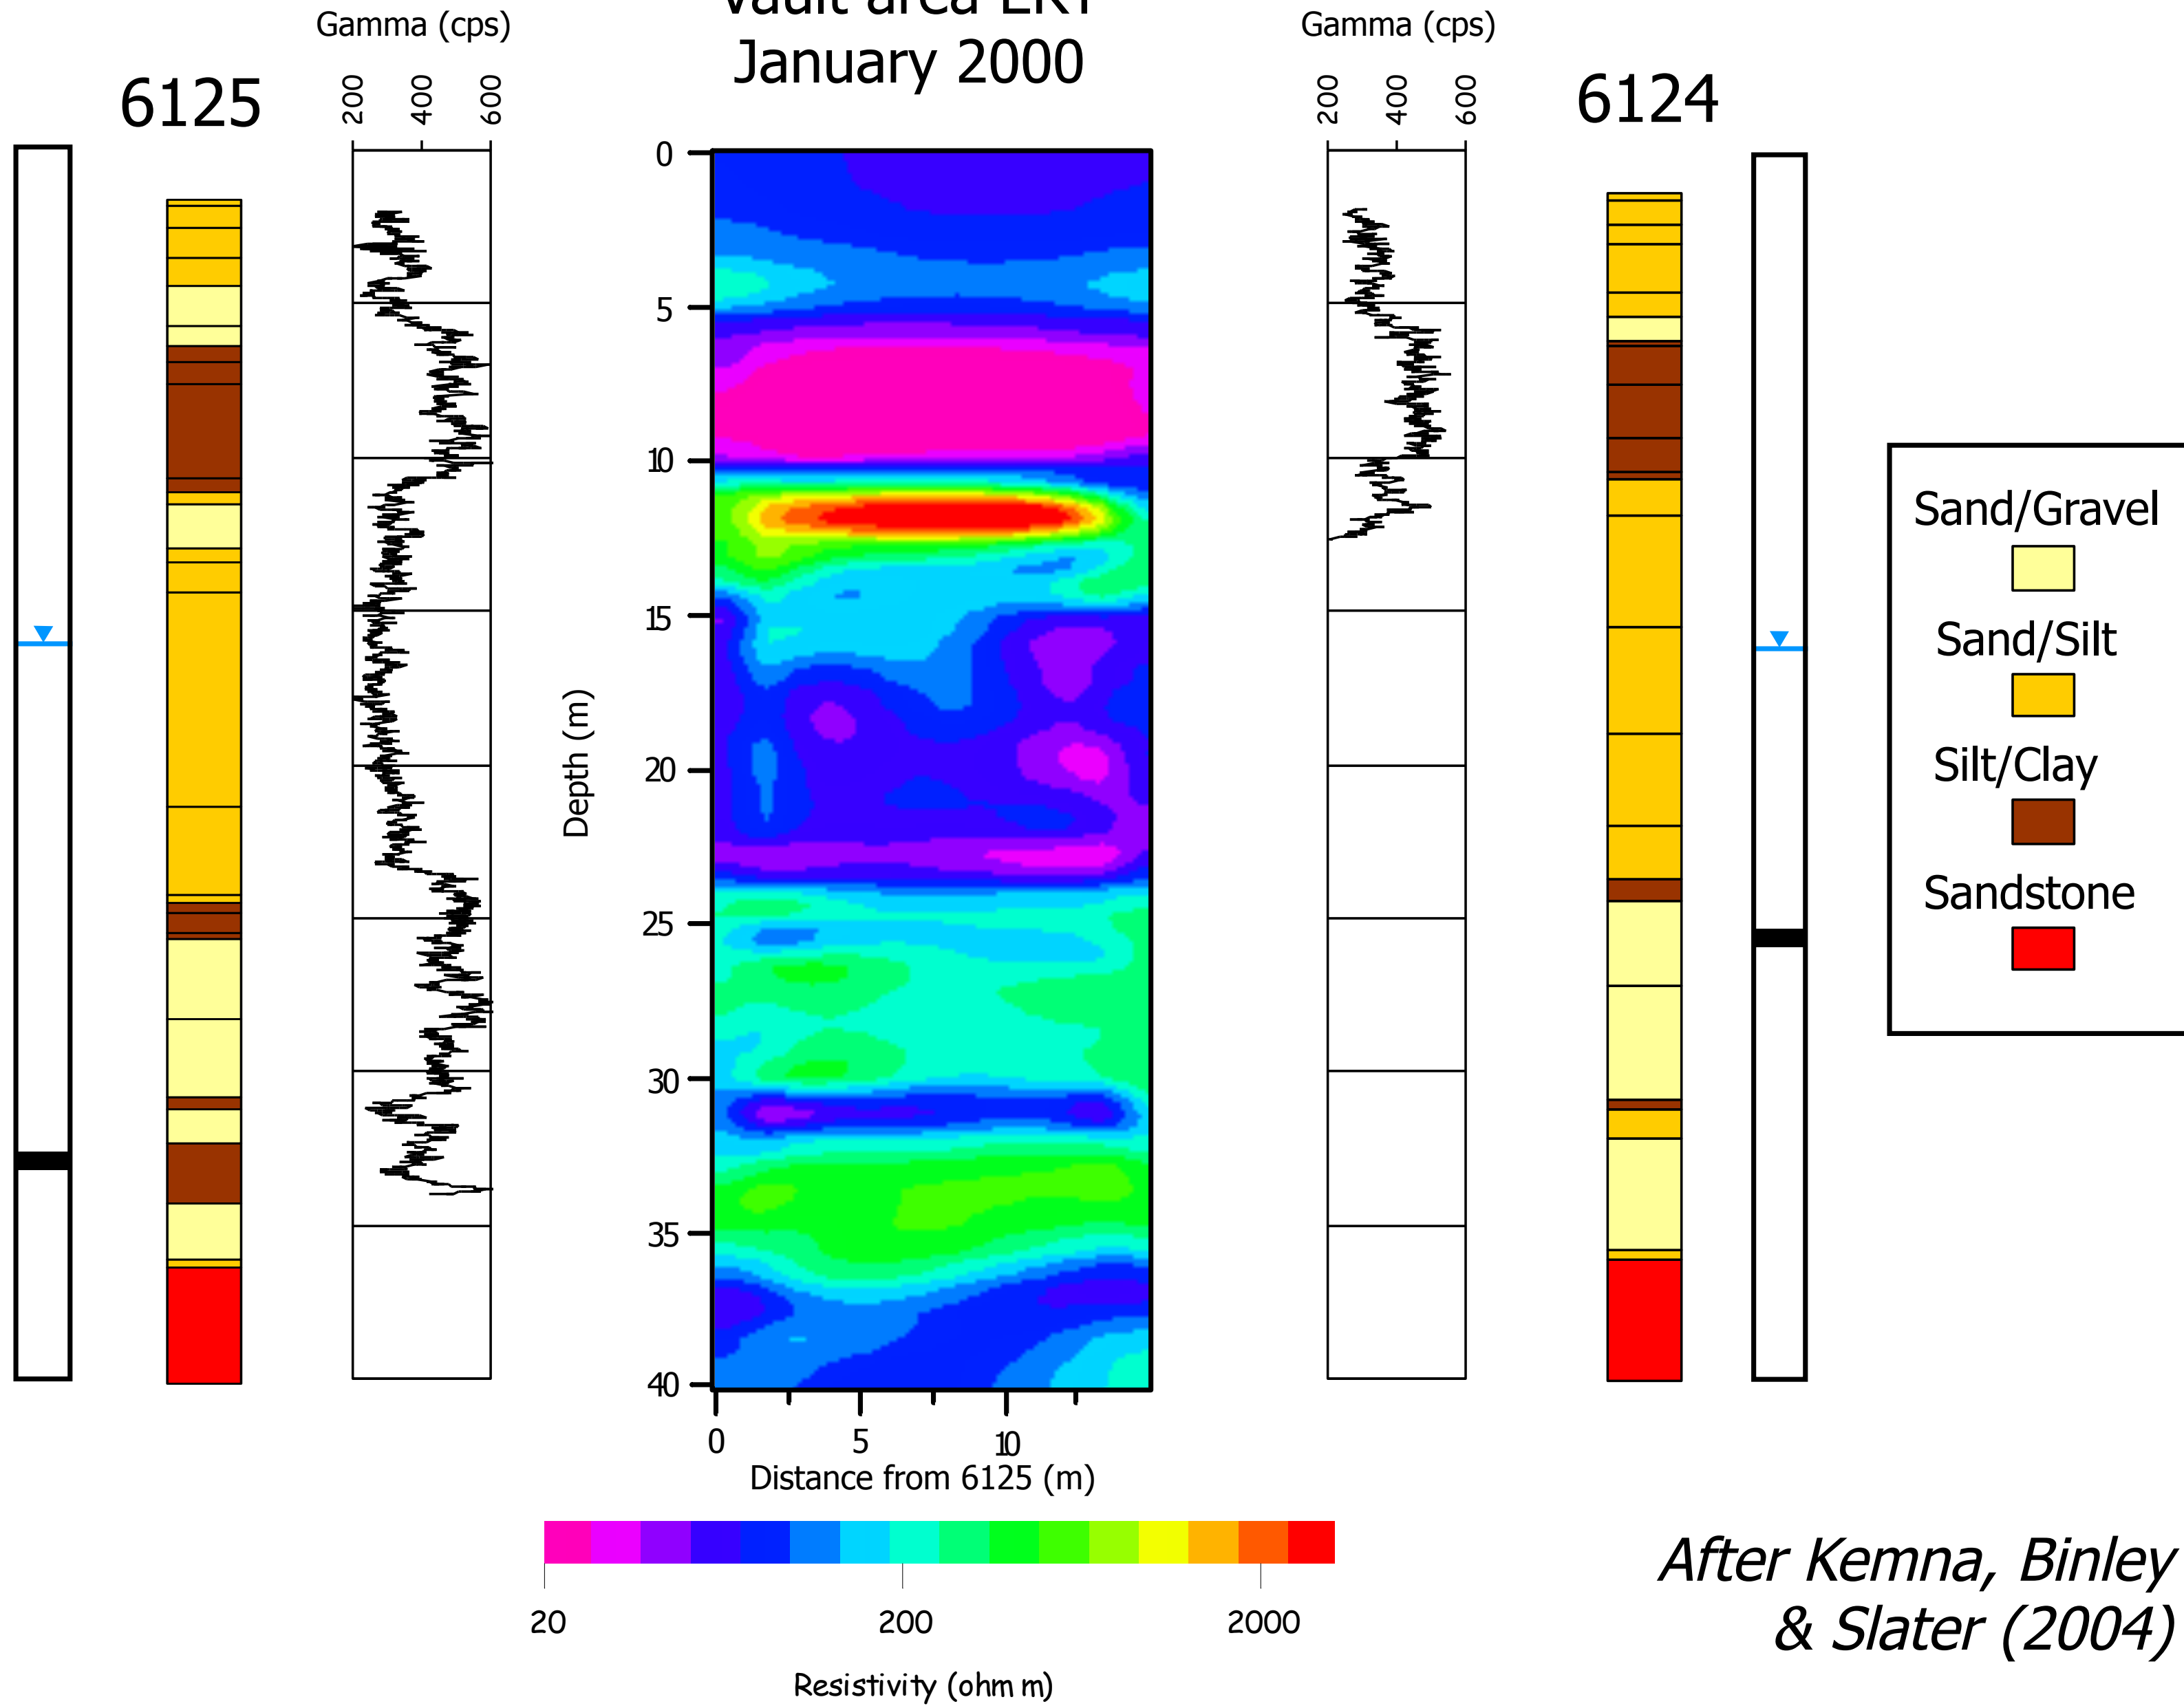 Gamma (cps)
Vault area ERT
January 2000
Gamma (cps)
6125
200
400
600
200
400
600
6124
0
5
10
15
20
25
30
35
40
Depth (m)
0
5
10
Distance from 6125 (m)
20
200
2000
Resistivity (ohm m)
Sand/Gravel
Sand/Silt
Silt/Clay
Sandstone
After Kemna, Binley
& Slater (2004)